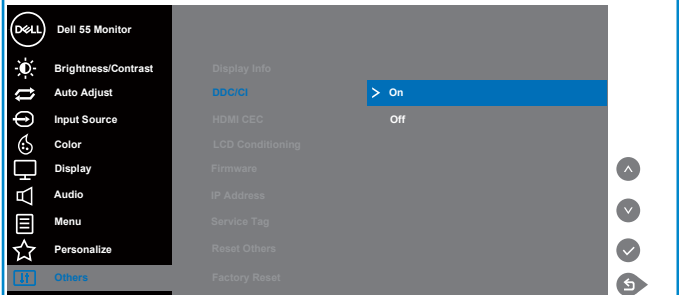 DELL
Dell 55 Monitor
Brightness/Contrast
Display Info
Auto Adjust
DDC/CI
> On
Input Source
HDMI CEC
Off
Color
LCD Conditioning
Display
Firmware
Audio
IP Address
Menu
Service Tag
Personalize
Reset Others
Others
Factory Reset